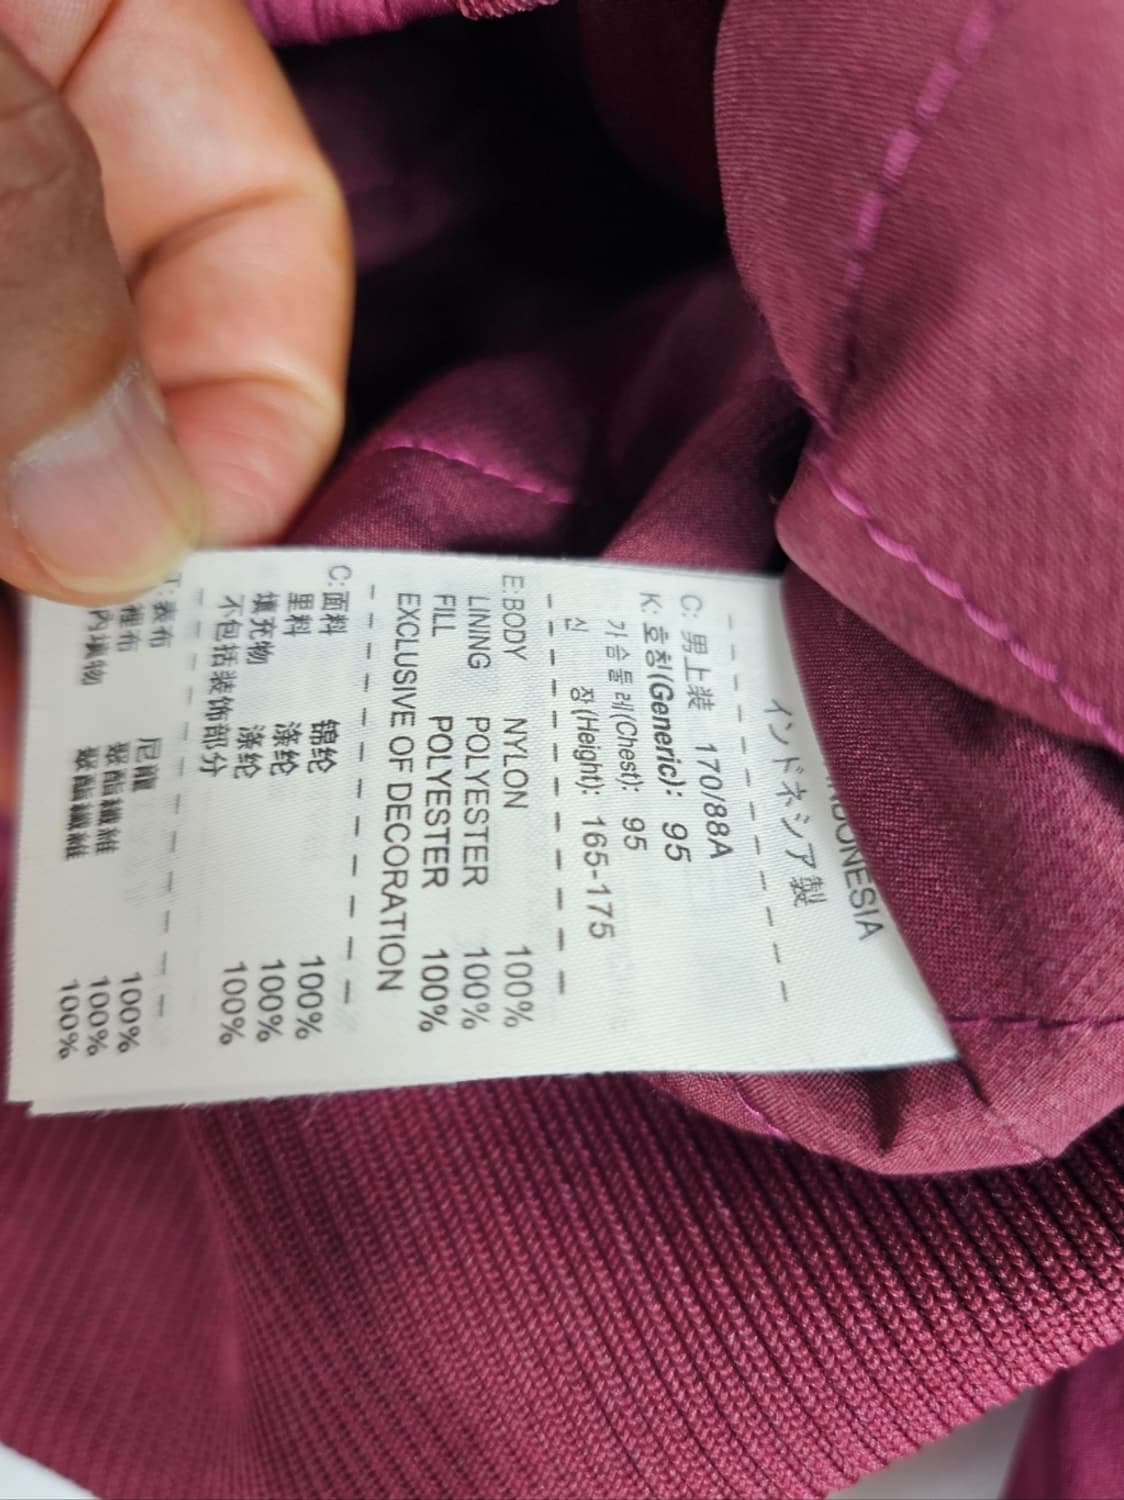 インドネシア製
C: 男上装 170/88A
K: 호칭(Generic): 95
가슴둘레(Chest): 95
신 장(Height): 165-175
E: BODY NYLON 100%
LINING POLYESTER 100%
FILL POLYESTER 100%
EXCLUSIVE OF DECORATION
C: 面料 锦纶 100%
里料 涤纶 100%
填充物 涤纶 100%
不包括装饰部分
T: 表布 尼龍 100%
裡布 聚酯纖維 100%
內填物 聚酯纖維 100%